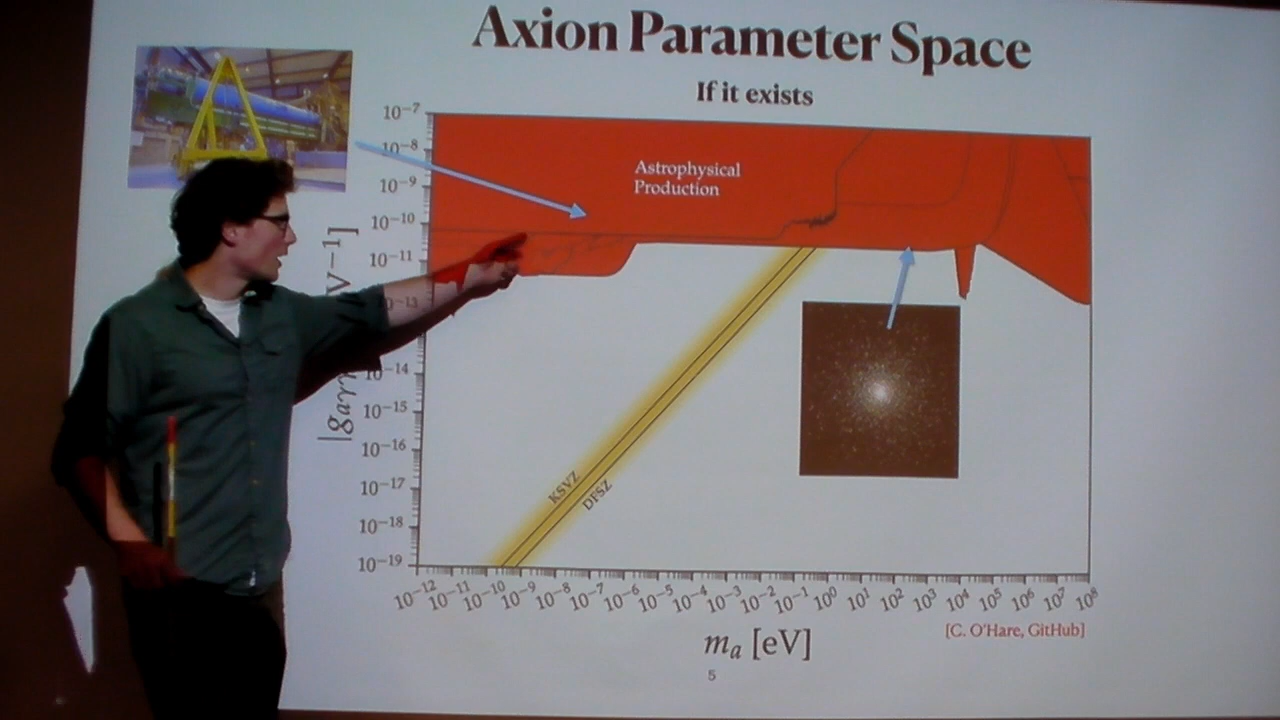 Axion Parameter Space
If it exists
10⁻⁷
10⁻⁸
10⁻⁹
10⁻¹⁰
10⁻¹¹
10⁻¹⁴
10⁻¹⁵
10⁻¹⁶
10⁻¹⁷
10⁻¹⁸
10⁻¹⁹
Astrophysical
Production
KSVZ
DFSZ
10⁻¹² 10⁻¹¹ 10⁻¹⁰ 10⁻⁹ 10⁻⁸ 10⁻⁷ 10⁻⁶ 10⁻⁵ 10⁻⁴ 10⁻³ 10⁻² 10⁻¹ 10⁰ 10¹ 10² 10³ 10⁴ 10⁵ 10⁶ 10⁷ 10⁸
mₐ [eV]
[C. O'Hare, GitHub]
5